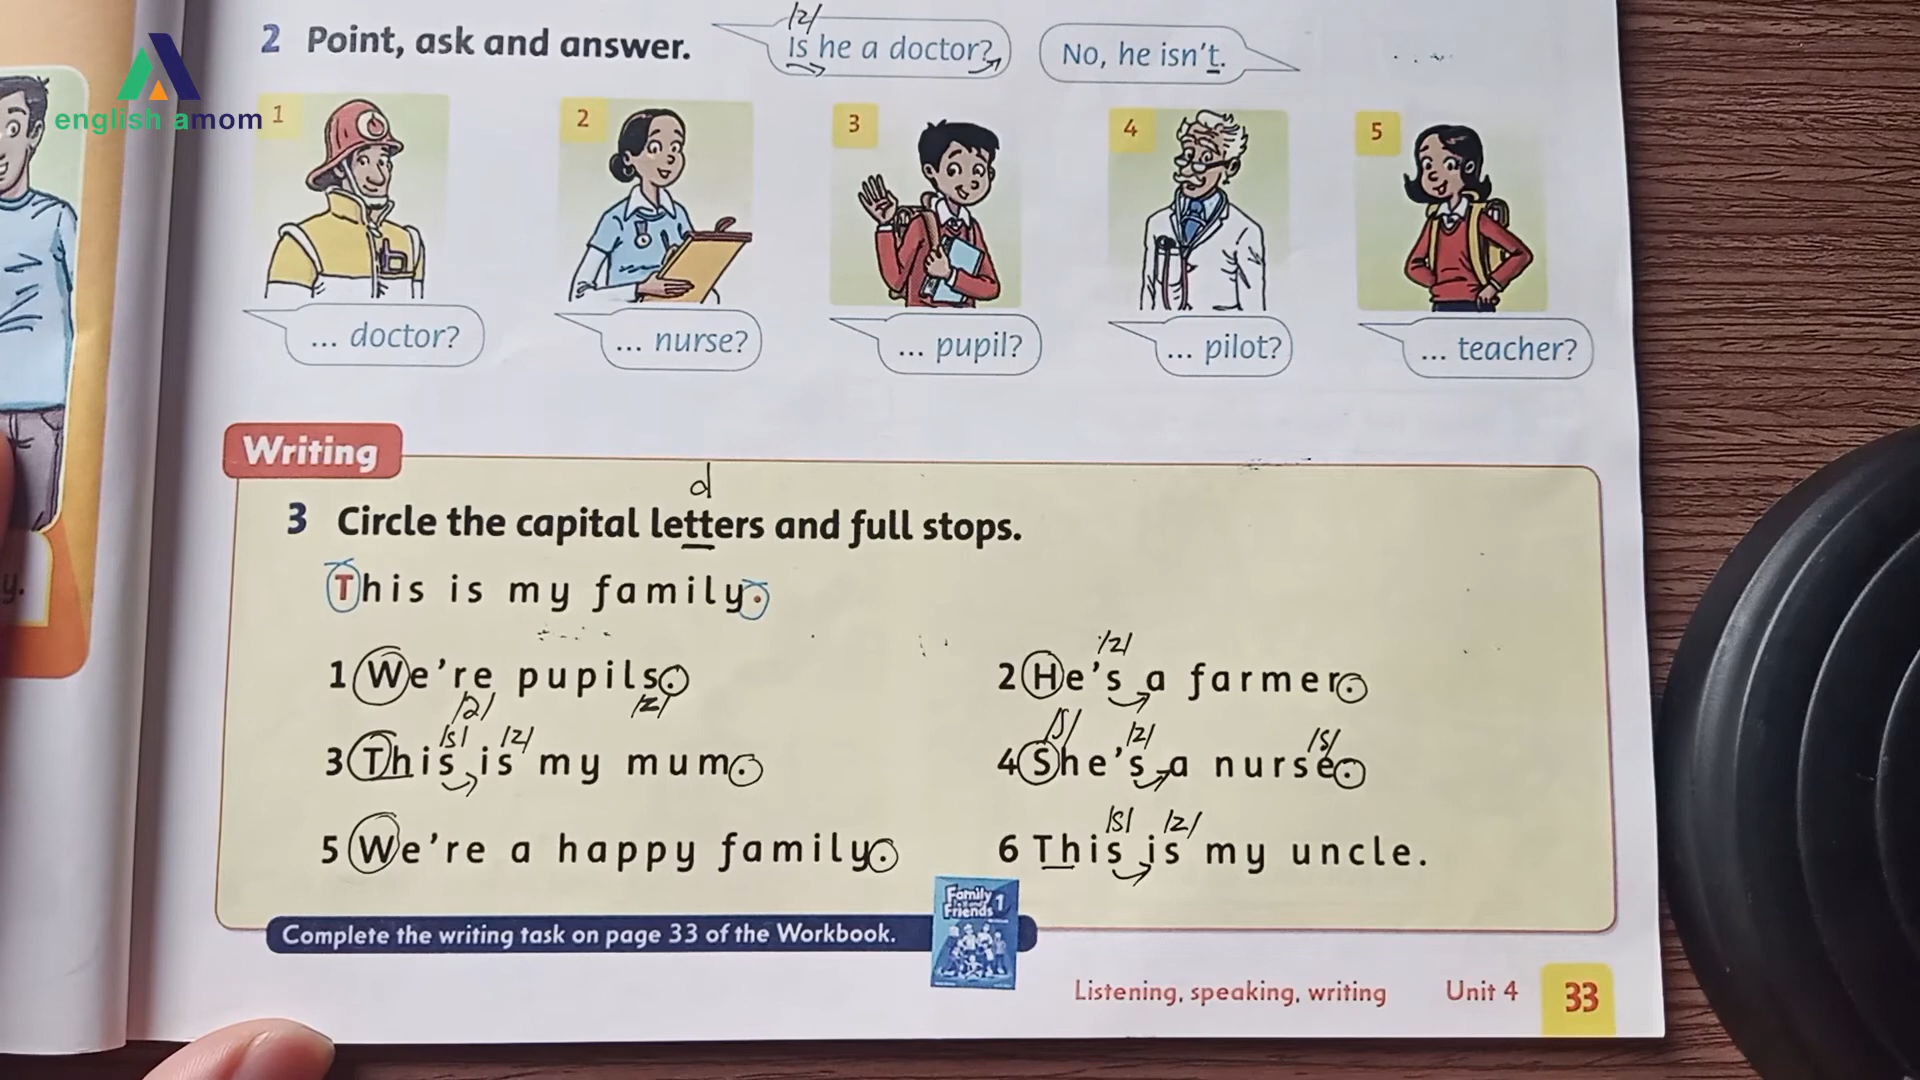 english amom
2 Point, ask and answer.
/z/
Is he a doctor?
No, he isn't.
1
2
3
4
5
... doctor?
... nurse?
... pupil?
... pilot?
... teacher?
Writing
d
3 Circle the capital letters and full stops.
This is my family.
y.
/z/
1 We're pupils.
2 He's a farmer.
/ə/ /z/
/s/ /z/
/ʃ/ /z/ /s/
3 This is my mum.
4 She's a nurse.
/s/ /z/
5 We're a happy family.
6 This is my uncle.
Family and Friends 1
Complete the writing task on page 33 of the Workbook.
Listening, speaking, writing Unit 4 33